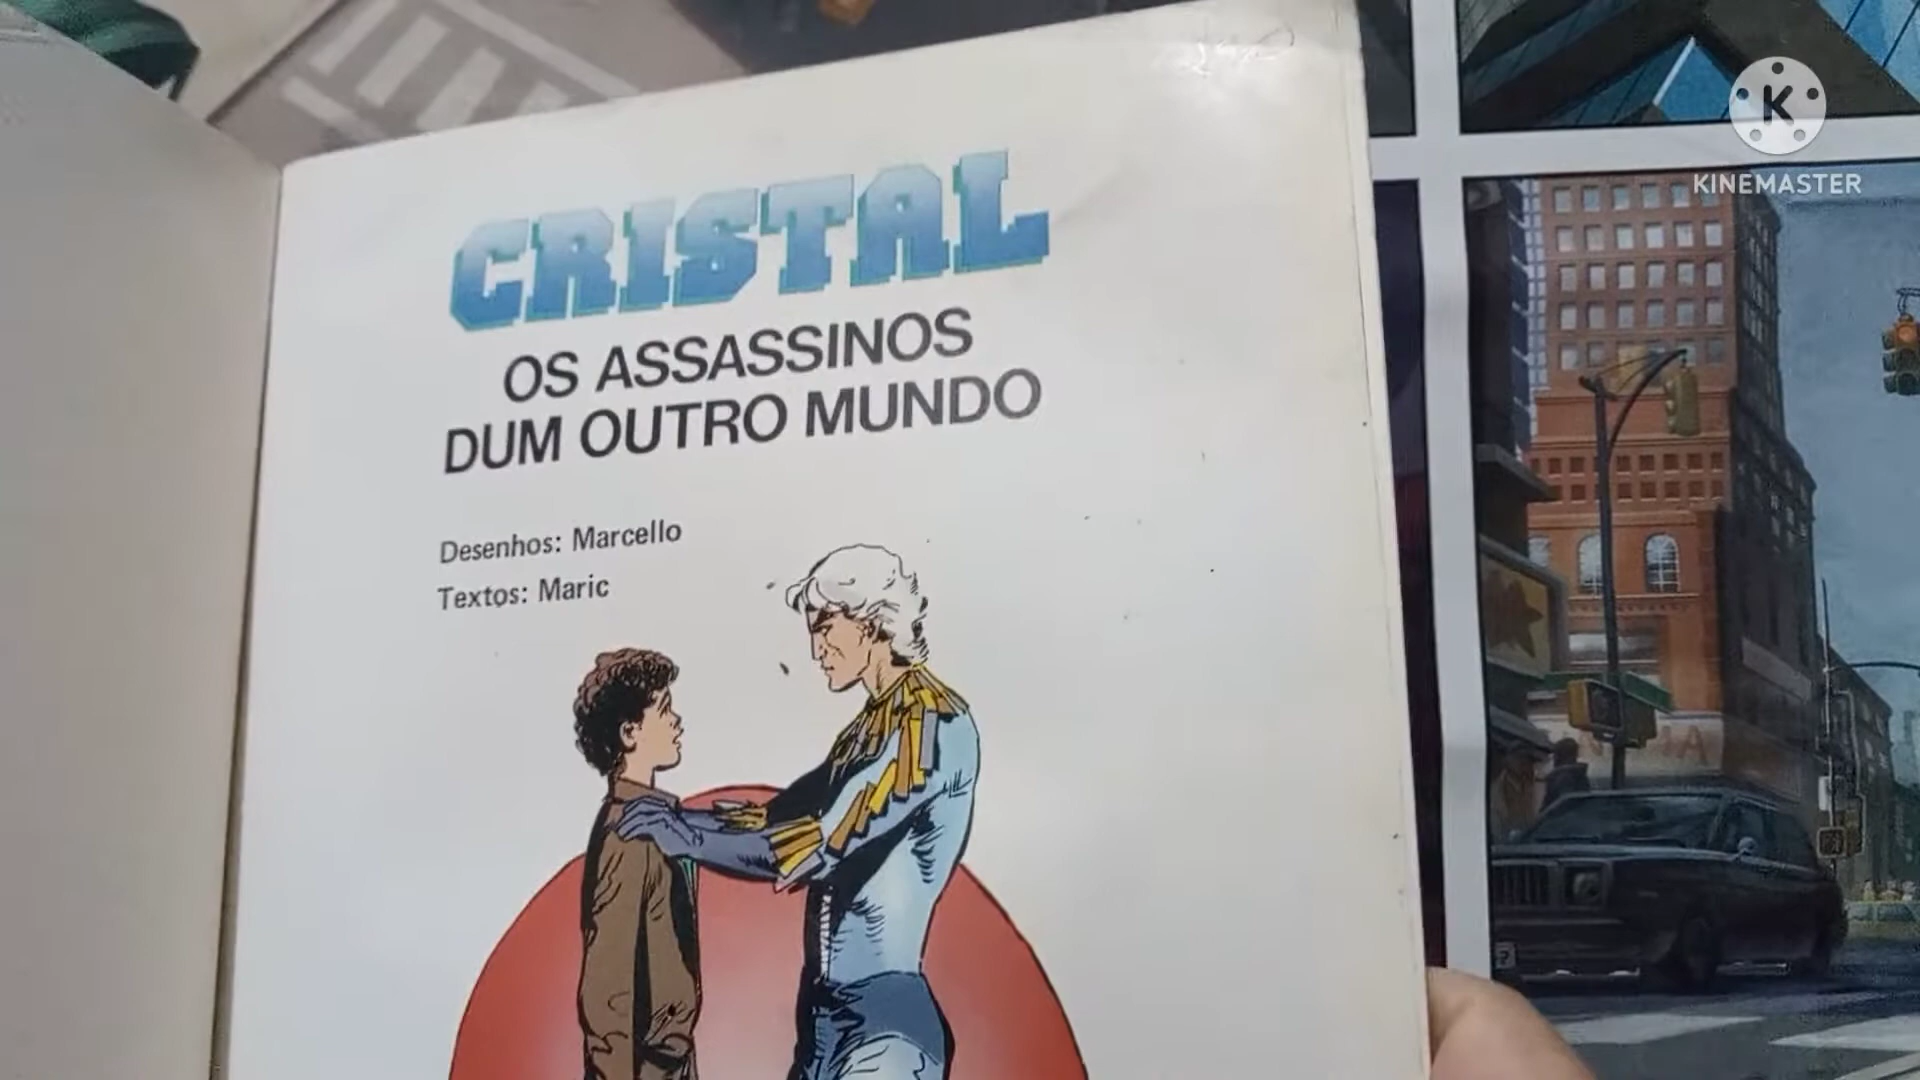 CRISTAL
OS ASSASSINOS
DUM OUTRO MUNDO
Desenhos: Marcello
Textos: Maric
K
KINEMASTER